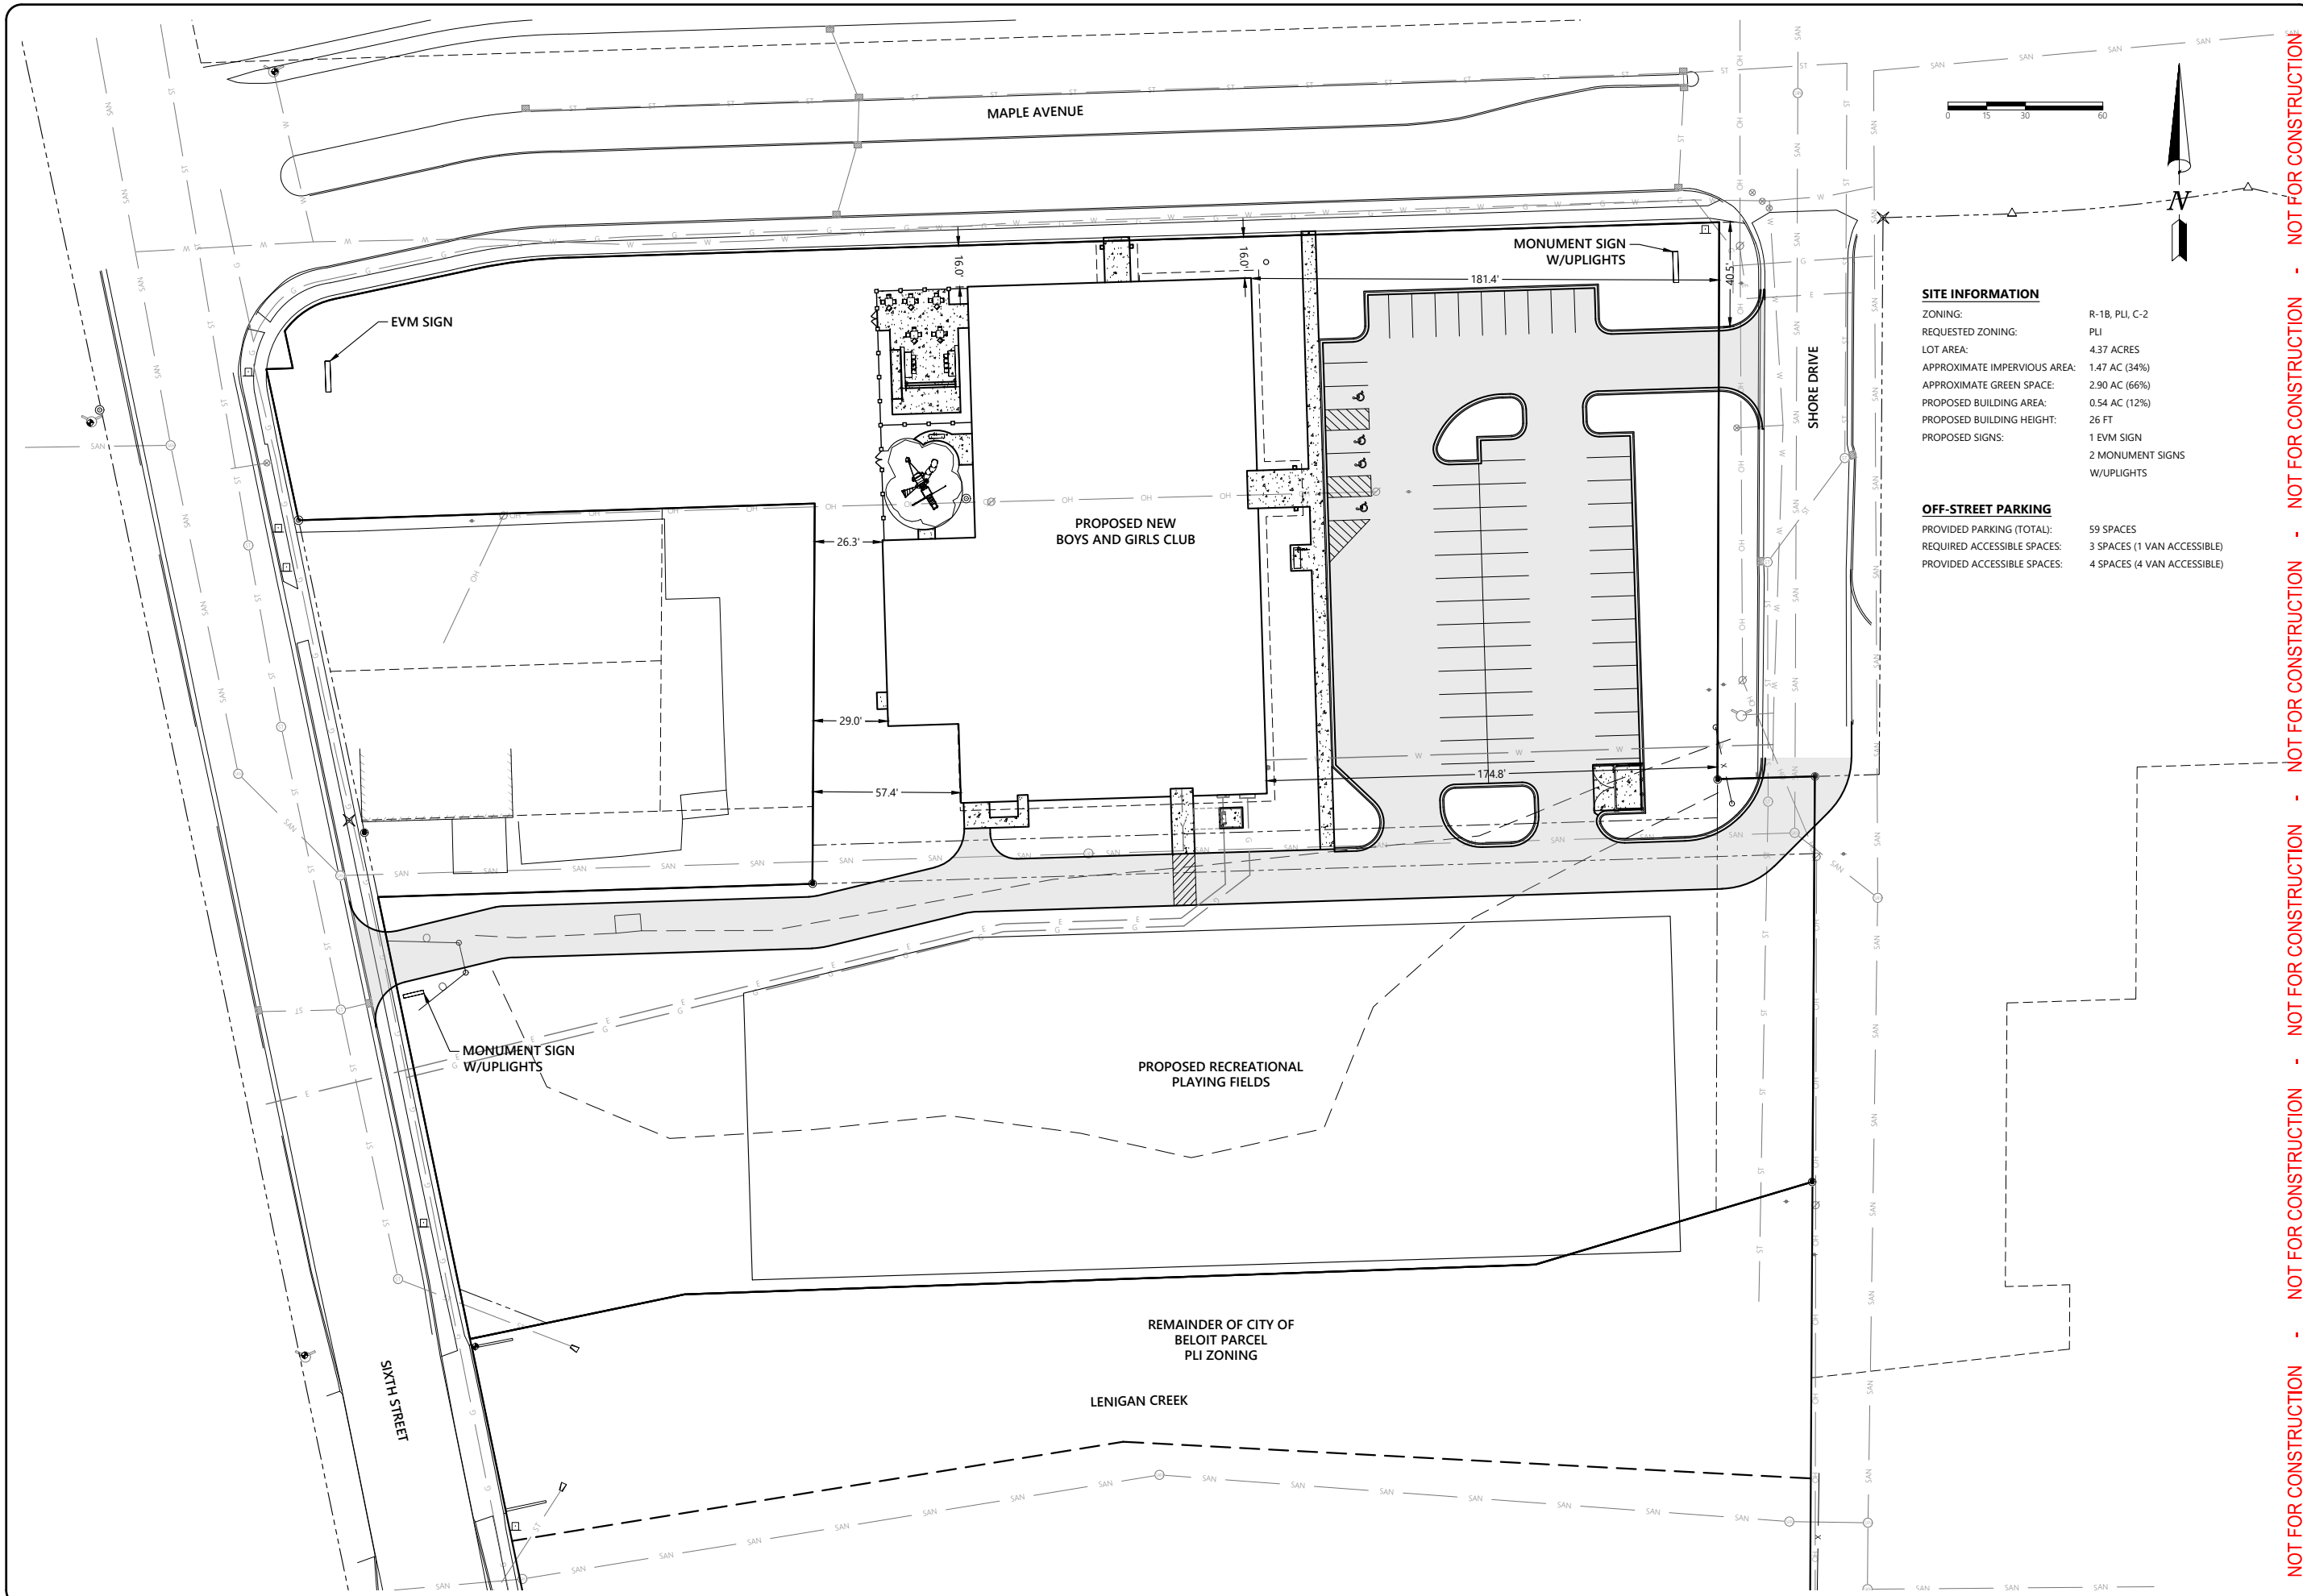 MAPLE AVENUE
0 15 30 60
N
MONUMENT SIGN
W/UPLIGHTS
16.0'
16.0'
181.4'
40.5'
EVM SIGN
SHORE DRIVE
SITE INFORMATION
ZONING: R-1B, PLI, C-2
REQUESTED ZONING: PLI
LOT AREA: 4.37 ACRES
APPROXIMATE IMPERVIOUS AREA: 1.47 AC (34%)
APPROXIMATE GREEN SPACE: 2.90 AC (66%)
PROPOSED BUILDING AREA: 0.54 AC (12%)
PROPOSED BUILDING HEIGHT: 26 FT
PROPOSED SIGNS: 1 EVM SIGN
2 MONUMENT SIGNS
W/UPLIGHTS
OFF-STREET PARKING
PROVIDED PARKING (TOTAL): 59 SPACES
REQUIRED ACCESSIBLE SPACES: 3 SPACES (1 VAN ACCESSIBLE)
PROVIDED ACCESSIBLE SPACES: 4 SPACES (4 VAN ACCESSIBLE)
PROPOSED NEW
BOYS AND GIRLS CLUB
26.3'
29.0'
57.4'
174.8'
MONUMENT SIGN
W/UPLIGHTS
PROPOSED RECREATIONAL
PLAYING FIELDS
REMAINDER OF CITY OF
BELOIT PARCEL
PLI ZONING
LENIGAN CREEK
SIXTH STREET
NOT FOR CONSTRUCTION - NOT FOR CONSTRUCTION - NOT FOR CONSTRUCTION - NOT FOR CONSTRUCTION - NOT FOR CONSTRUCTION - NOT FOR CONSTRUCTION